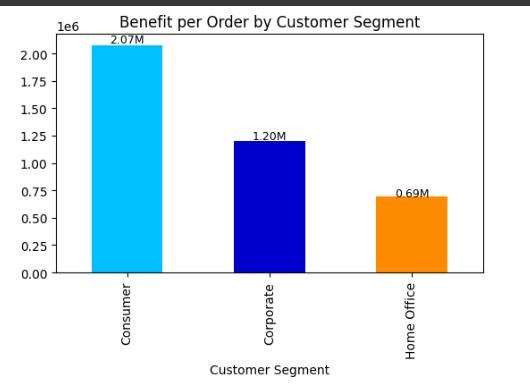 Benefit per Order by Customer Segment
1e6
2.07M
2.00
1.75
1.50
1.25
1.20M
1.00
0.75
0.69M
0.50
0.25
0.00
Consumer
Corporate
Home Office
Customer Segment